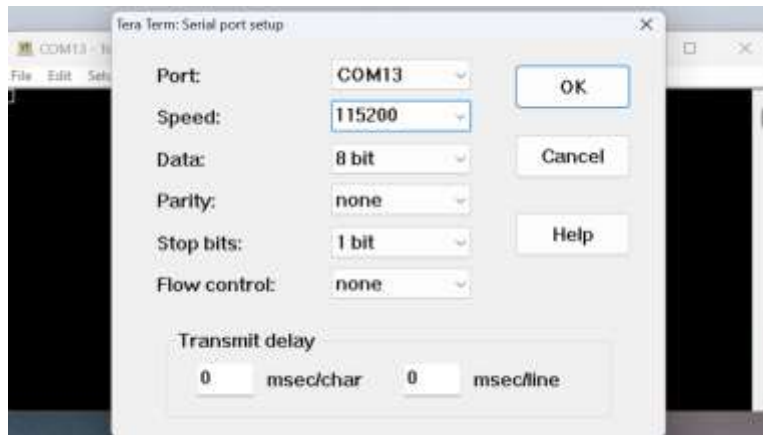 Tera Term: Serial port setup
COM13 -
File Edit
Port: COM13
OK
Speed: 115200
Data: 8 bit
Cancel
Parity: none
Stop bits: 1 bit
Help
Flow control: none
Transmit delay
0 msec/char 0 msec/line